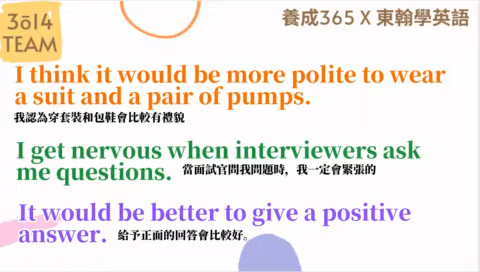 3ō14
TEAM
養成365 X 東翰學英語
I think it would be more polite to wear
a suit and a pair of pumps.
我認為穿套裝和包鞋會比較有禮貌
I get nervous when interviewers ask
me questions. 當面試官問我問題時，我一定會緊張的
It would be better to give a positive
answer. 給予正面的回答會比較好。